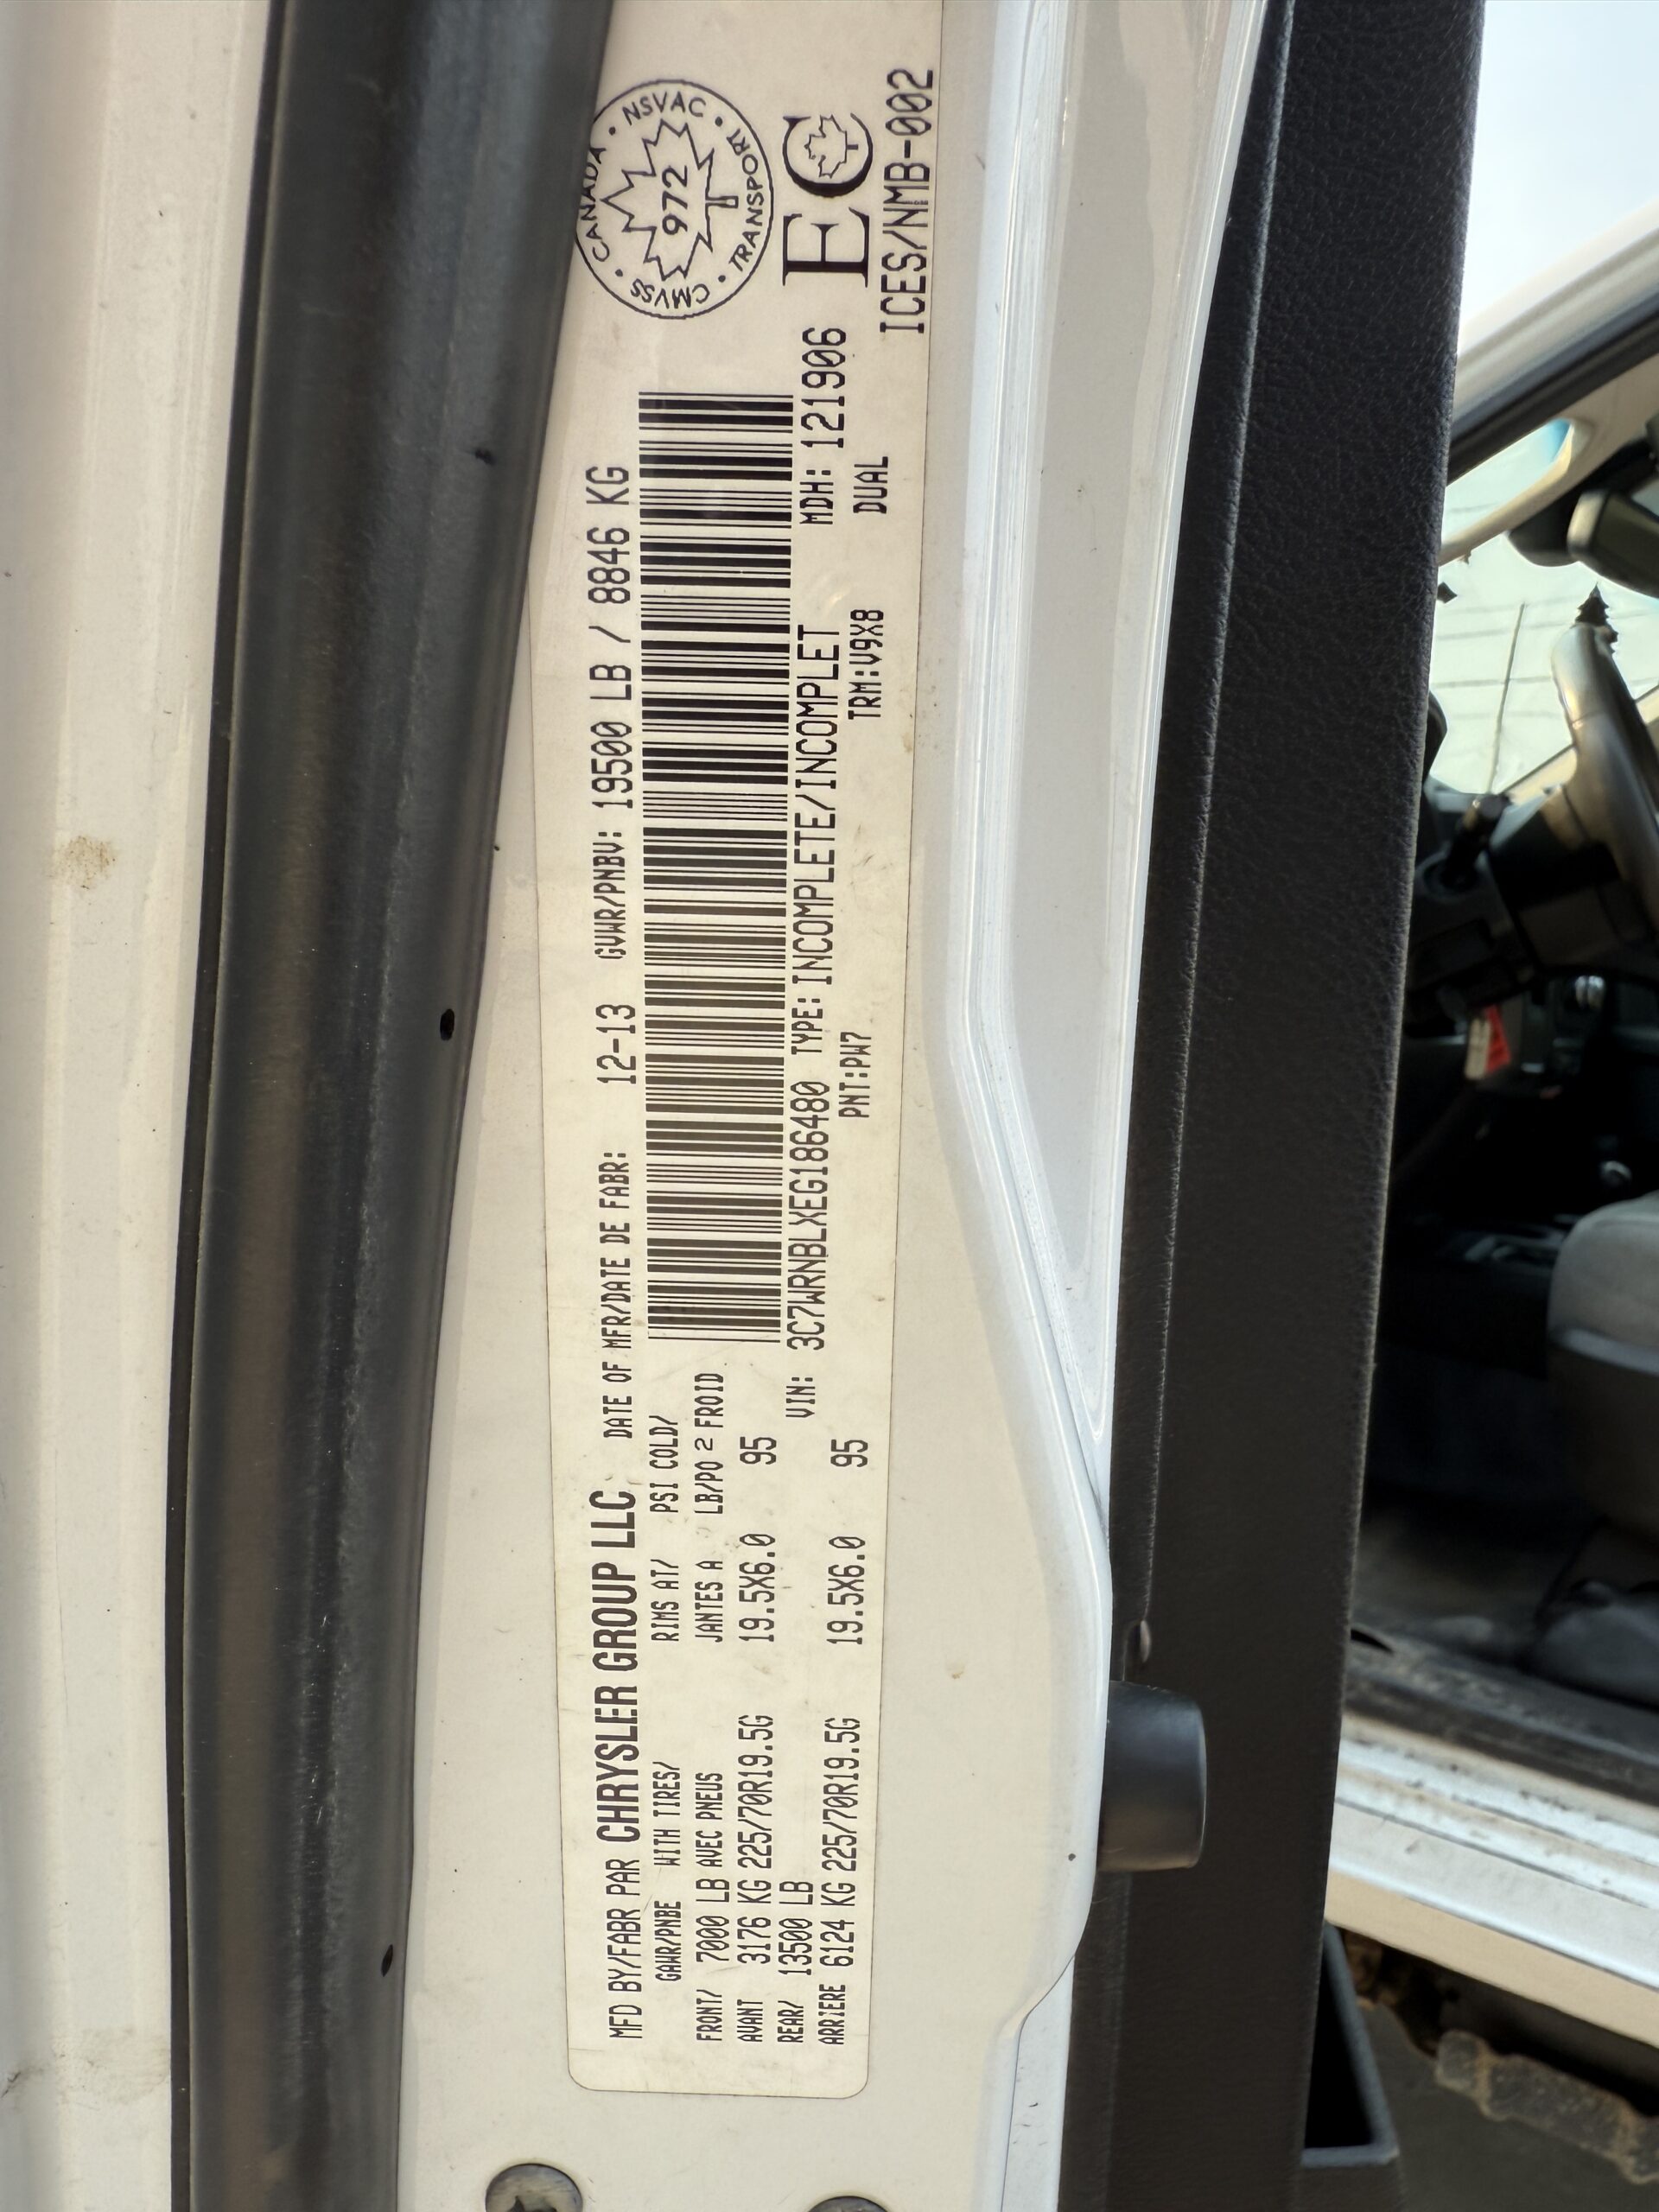 MFD BY/FABR PAR CHRYSLER GROUP LLC DATE OF MFR/DATE DE FABR: 12-13 GVWR/PNBV: 19500 LB / 8846 KG
GAWR/PNBE WITH TIRES/ RIMS AT/ PSI COLD/
FRONT/ 7000 LB AVEC PNEUS JANTES A LB/PO 2 FROID
AVANT 3176 KG 225/70R19.5G 19.5X6.0 95
REAR/ 13500 LB
ARRIERE 6124 KG 225/70R19.5G 19.5X6.0 95
VIN: 3C7WRNBLXEG186480 TYPE: INCOMPLETE/INCOMPLET MDH: 121906
PNT:PW7 TRM:V9X8 DUAL
CANADA • NSVAC • TRANSPORT • CMVSS •
972
EC
ICES/NMB-002